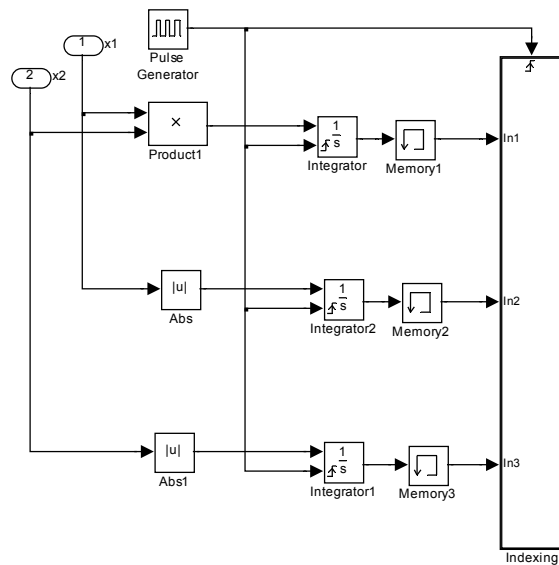 1
x1
2
x2
Pulse
Generator
×
Product1
1
s
Integrator
Memory1
In1
|u|
Abs
1
s
Integrator2
Memory2
In2
|u|
Abs1
1
s
Integrator1
Memory3
In3
Indexing